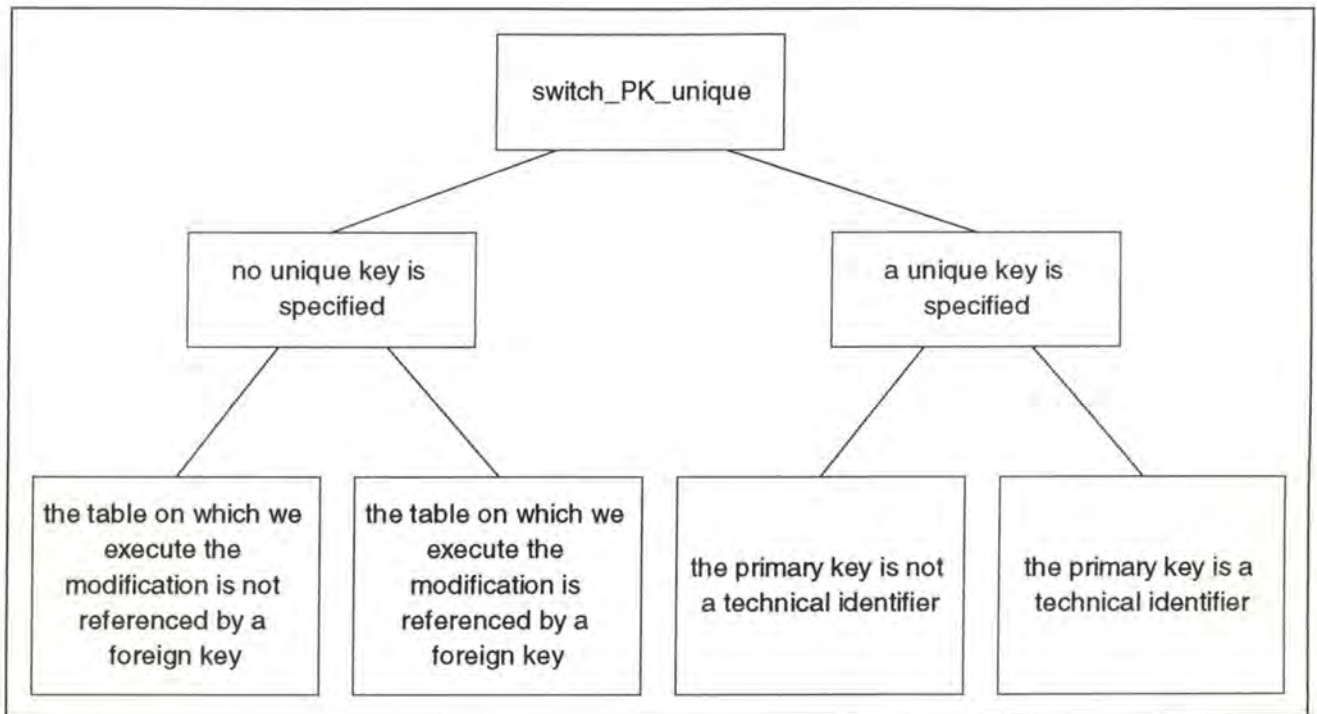 switch_PK_unique
no unique key is
specified
a unique key is
specified
the table on which we
execute the
modification is not
referenced by a
foreign key
the table on which we
execute the
modification is
referenced by a
foreign key
the primary key is not
a technical identifier
the primary key is a
technical identifier